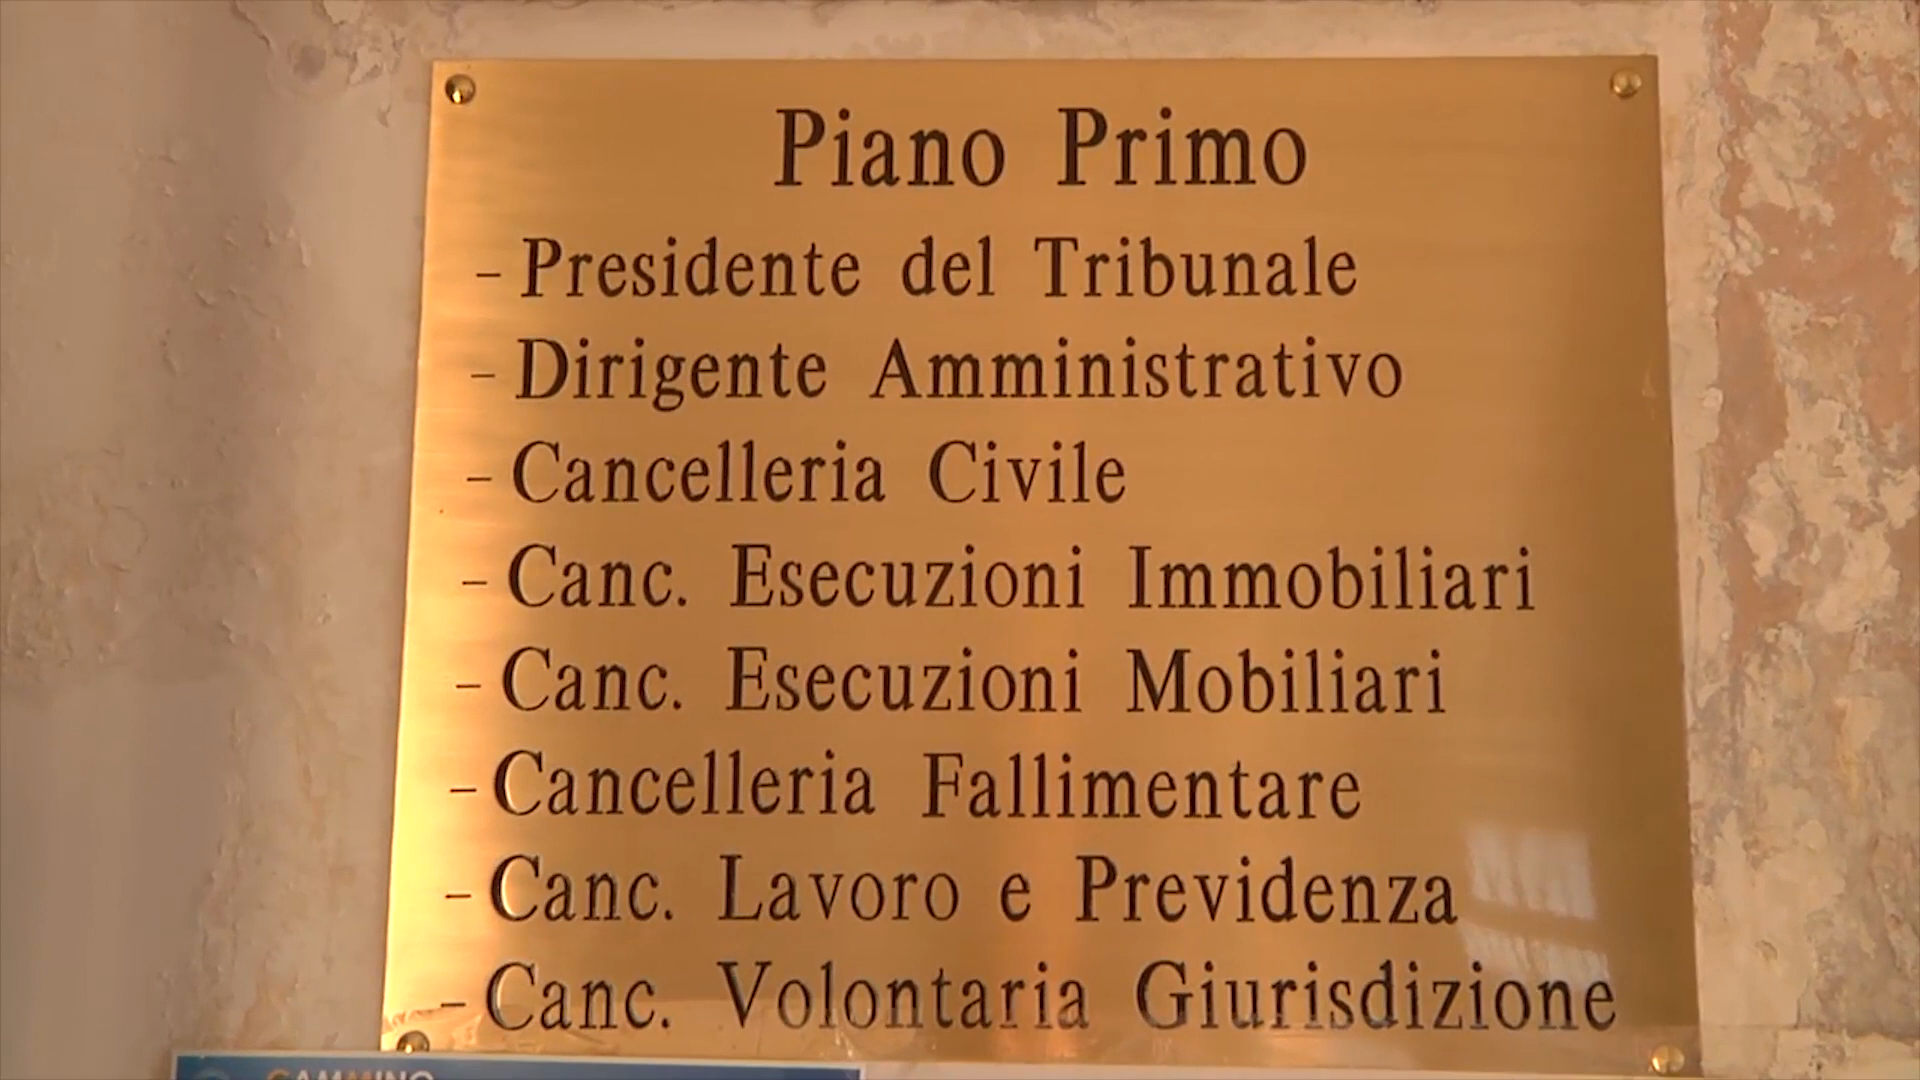 Piano Primo
- Presidente del Tribunale
- Dirigente Amministrativo
- Cancelleria Civile
- Canc. Esecuzioni Immobiliari
- Canc. Esecuzioni Mobiliari
- Cancelleria Fallimentare
- Canc. Lavoro e Previdenza
- Canc. Volontaria Giurisdizione
CAMMINO